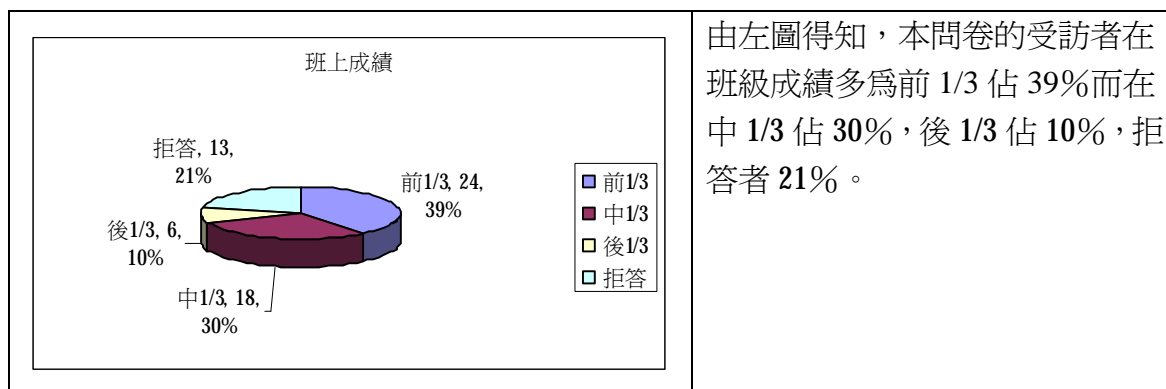 班上成績
拒答, 13,
21%
前1/3, 24,
39%
後1/3, 6,
10%
中1/3, 18,
30%
前1/3
中1/3
後1/3
拒答
由左圖得知，本問卷的受訪者在
班級成績多爲前 1/3 佔 39％而在
中 1/3 佔 30％，後 1/3 佔 10％，拒
答者 21％。